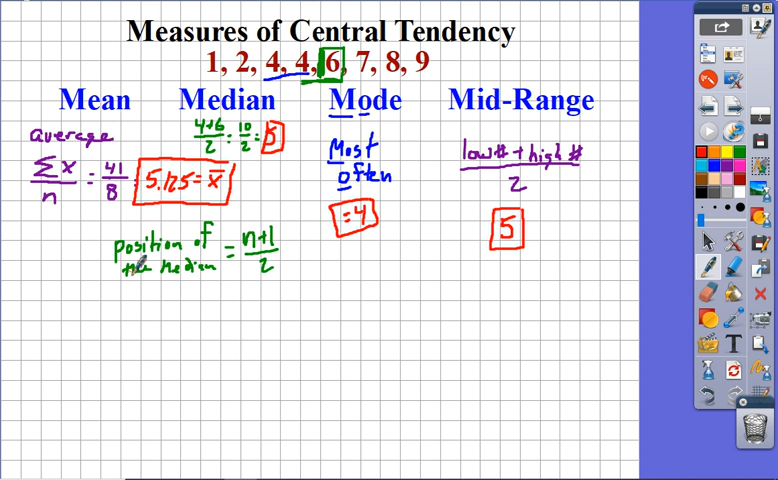 Measures of Central Tendency
1, 2, 4, 4, 6, 7, 8, 9
Mean Median Mode Mid-Range
average
Σx/n = 41/8 = 5.125 = x̄
4+6/2 = 10/2 = 5
Most
often
= 4
low# + high#
2
5
position of
the median = n+1/2
T